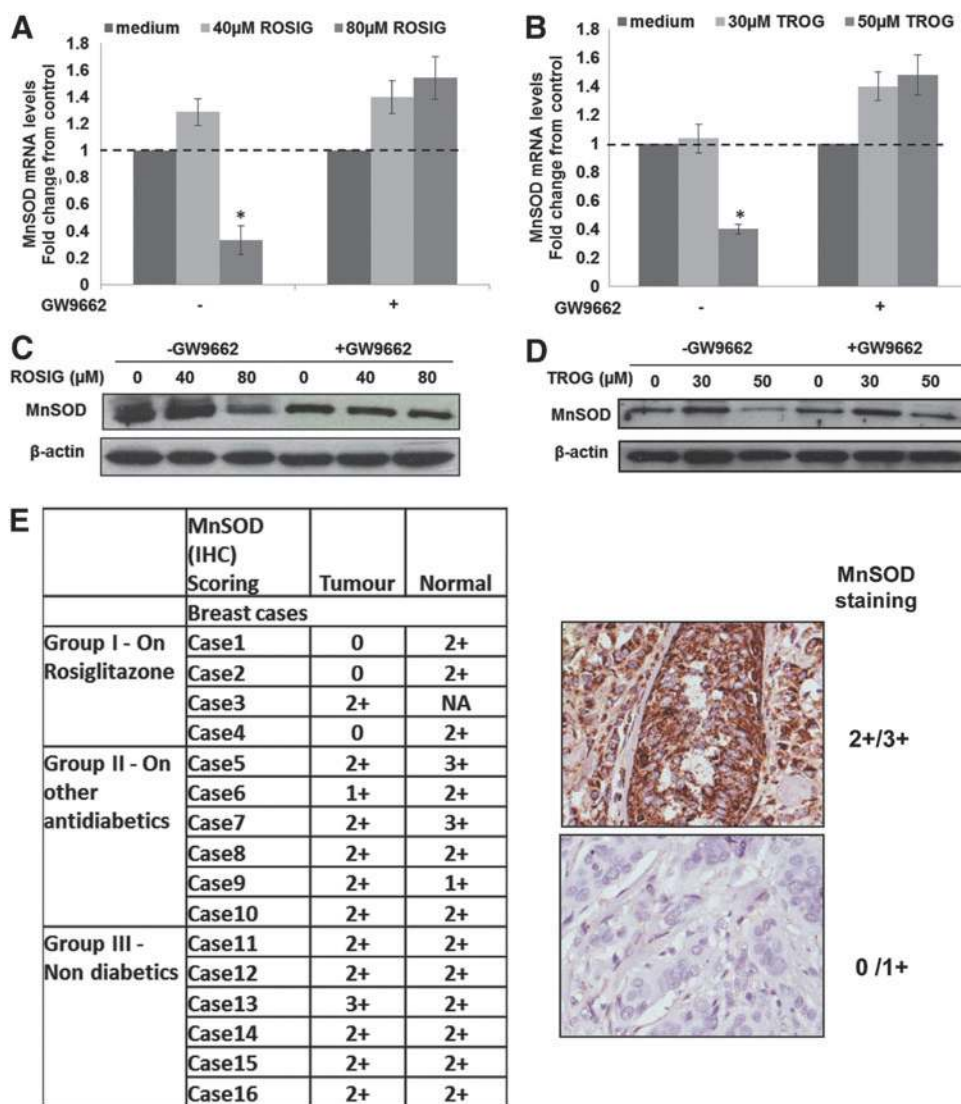 A
medium 40µM ROSIG 80µM ROSIG
MnSOD mRNA levels
Fold change from control
1.8
1.6
1.4
1.2
1
0.8
0.6
0.4
0.2
0
*
GW9662 - +
B
medium 30µM TROG 50µM TROG
MnSOD mRNA levels
Fold change from control
1.8
1.6
1.4
1.2
1
0.8
0.6
0.4
0.2
0
*
GW9662 - +
C
-GW9662 +GW9662
ROSIG (µM) 0 40 80 0 40 80
MnSOD
β-actin
D
-GW9662 +GW9662
TROG (µM) 0 30 50 0 30 50
MnSOD
β-actin
E
MnSOD
(IHC)
Scoring Tumour Normal
Breast cases
Group I - On Rosiglitazone
Case1 0 2+
Case2 0 2+
Case3 2+ NA
Case4 0 2+
Group II - On
other
antidiabetics
Case5 2+ 3+
Case6 1+ 2+
Case7 2+ 3+
Case8 2+ 2+
Case9 2+ 1+
Case10 2+ 2+
Group III -
Non diabetics
Case11 2+ 2+
Case12 2+ 2+
Case13 3+ 2+
Case14 2+ 2+
Case15 2+ 2+
Case16 2+ 2+
MnSOD
staining
2+/3+
0 /1+